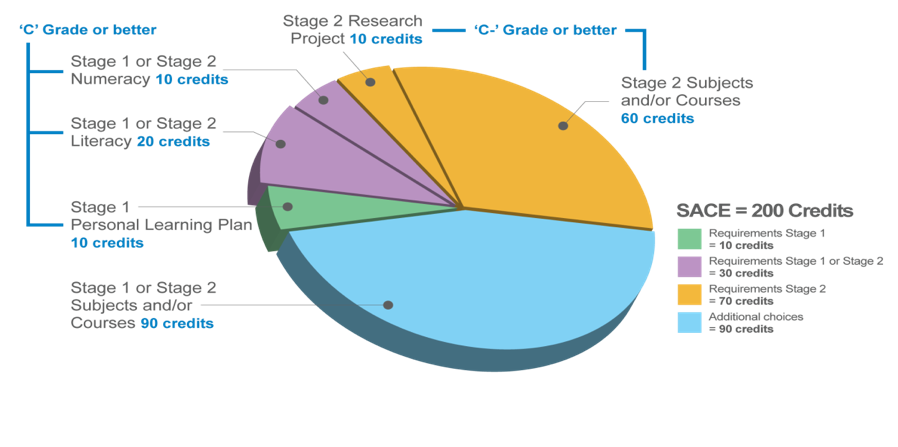 'C' Grade or better
Stage 2 Research
Project 10 credits
'C-' Grade or better
Stage 1 or Stage 2
Numeracy 10 credits
Stage 2 Subjects
and/or Courses
60 credits
Stage 1 or Stage 2
Literacy 20 credits
Stage 1
Personal Learning Plan
10 credits
Stage 1 or Stage 2
Subjects and/or
Courses 90 credits
SACE = 200 Credits
Requirements Stage 1
= 10 credits
Requirements Stage 1 or Stage 2
= 30 credits
Requirements Stage 2
= 70 credits
Additional choices
= 90 credits